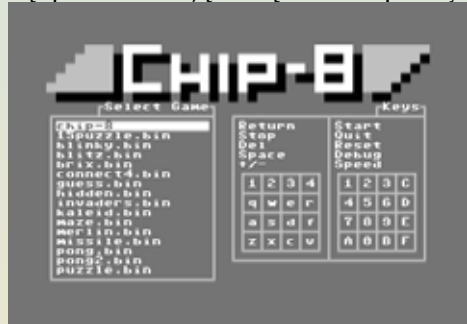 CHIP-8
Select Game
chip-8
15puzzle.bin
blinky.bin
blitz.bin
brix.bin
connect4.bin
guess.bin
hidden.bin
invaders.bin
kaleid.bin
maze.bin
merlin.bin
missile.bin
pong.bin
pong2.bin
puzzle.bin
Keys
Return Start
Stop Quit
Del Reset
Space Debug
+/- Speed
1 2 3 4 1 2 3 C
q w e r 4 5 6 D
a s d f 7 8 9 E
z x c v A 0 B F